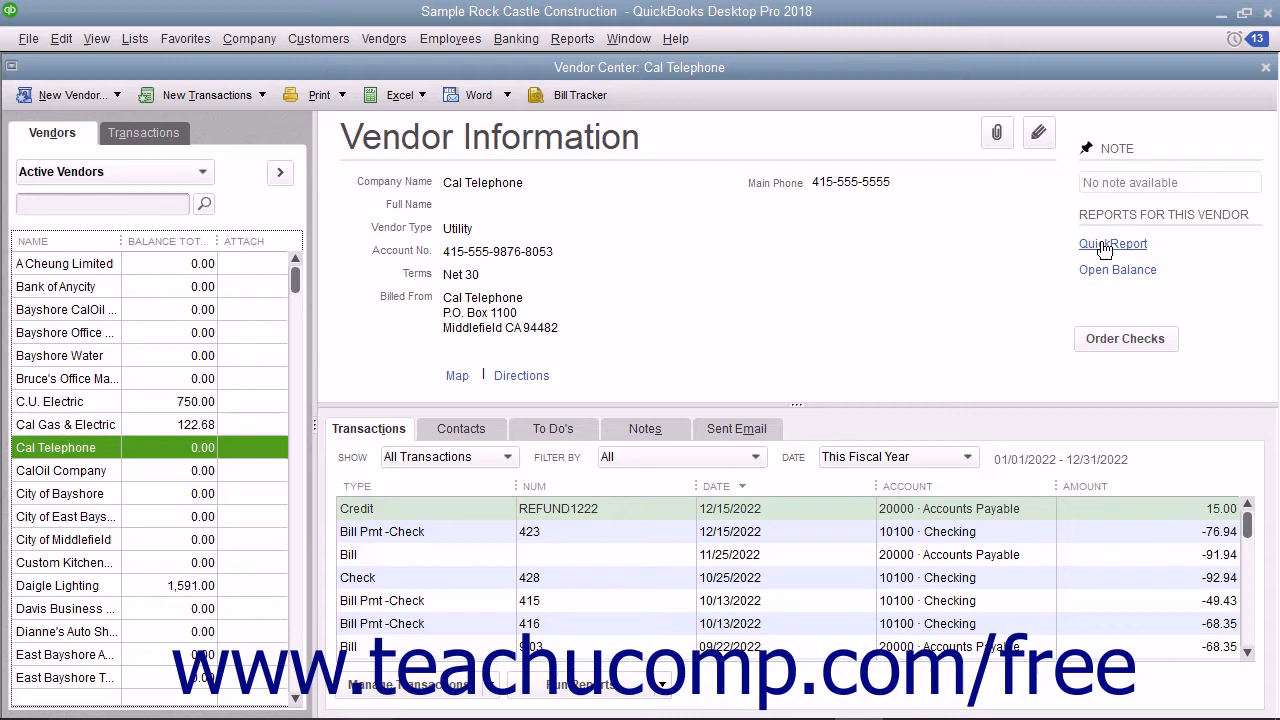 Sample Rock Castle Construction - QuickBooks Desktop Pro 2018
File Edit View Lists Favorites Company Customers Vendors Employees Banking Reports Window Help 13
Vendor Center: Cal Telephone
New Vendor... New Transactions Print Excel Word Bill Tracker
Vendors Transactions
Active Vendors
NAME BALANCE TOT... ATTACH
A Cheung Limited 0.00
Bank of Anycity 0.00
Bayshore CalOil ... 0.00
Bayshore Office ... 0.00
Bayshore Water 0.00
Bruce's Office Ma... 0.00
C.U. Electric 750.00
Cal Gas & Electric 122.68
Cal Telephone 0.00
CalOil Company 0.00
City of Bayshore 0.00
City of East Bays... 0.00
City of Middlefield 0.00
Custom Kitchen... 0.00
Daigle Lighting 1,591.00
Davis Business ... 0.00
Dianne's Auto Sh... 0.00
East Bayshore A... 0.00
East Bayshore T... 0.00
Vendor Information
Company Name Cal Telephone
Main Phone 415-555-5555
Full Name
Vendor Type Utility
Account No. 415-555-9876-8053
Terms Net 30
Billed From Cal Telephone
P.O. Box 1100
Middlefield CA 94482
Map | Directions
NOTE
No note available
REPORTS FOR THIS VENDOR
QuickReport
Open Balance
Order Checks
Transactions Contacts To Do's Notes Sent Email
SHOW All Transactions FILTER BY All DATE This Fiscal Year 01/01/2022 - 12/31/2022
TYPE NUM DATE ACCOUNT AMOUNT
Credit REFUND1222 12/15/2022 20000 · Accounts Payable 15.00
Bill Pmt -Check 423 12/15/2022 10100 · Checking -76.94
Bill 11/25/2022 20000 · Accounts Payable -91.94
Check 428 10/25/2022 10100 · Checking -92.94
Bill Pmt -Check 415 10/13/2022 10100 · Checking -49.43
Bill Pmt -Check 416 10/13/2022 10100 · Checking -68.35
Bill 09/22/2022 20000 · Accounts Payable -68.35
Manage Transactions Run Reports
www.teachucomp.com/free